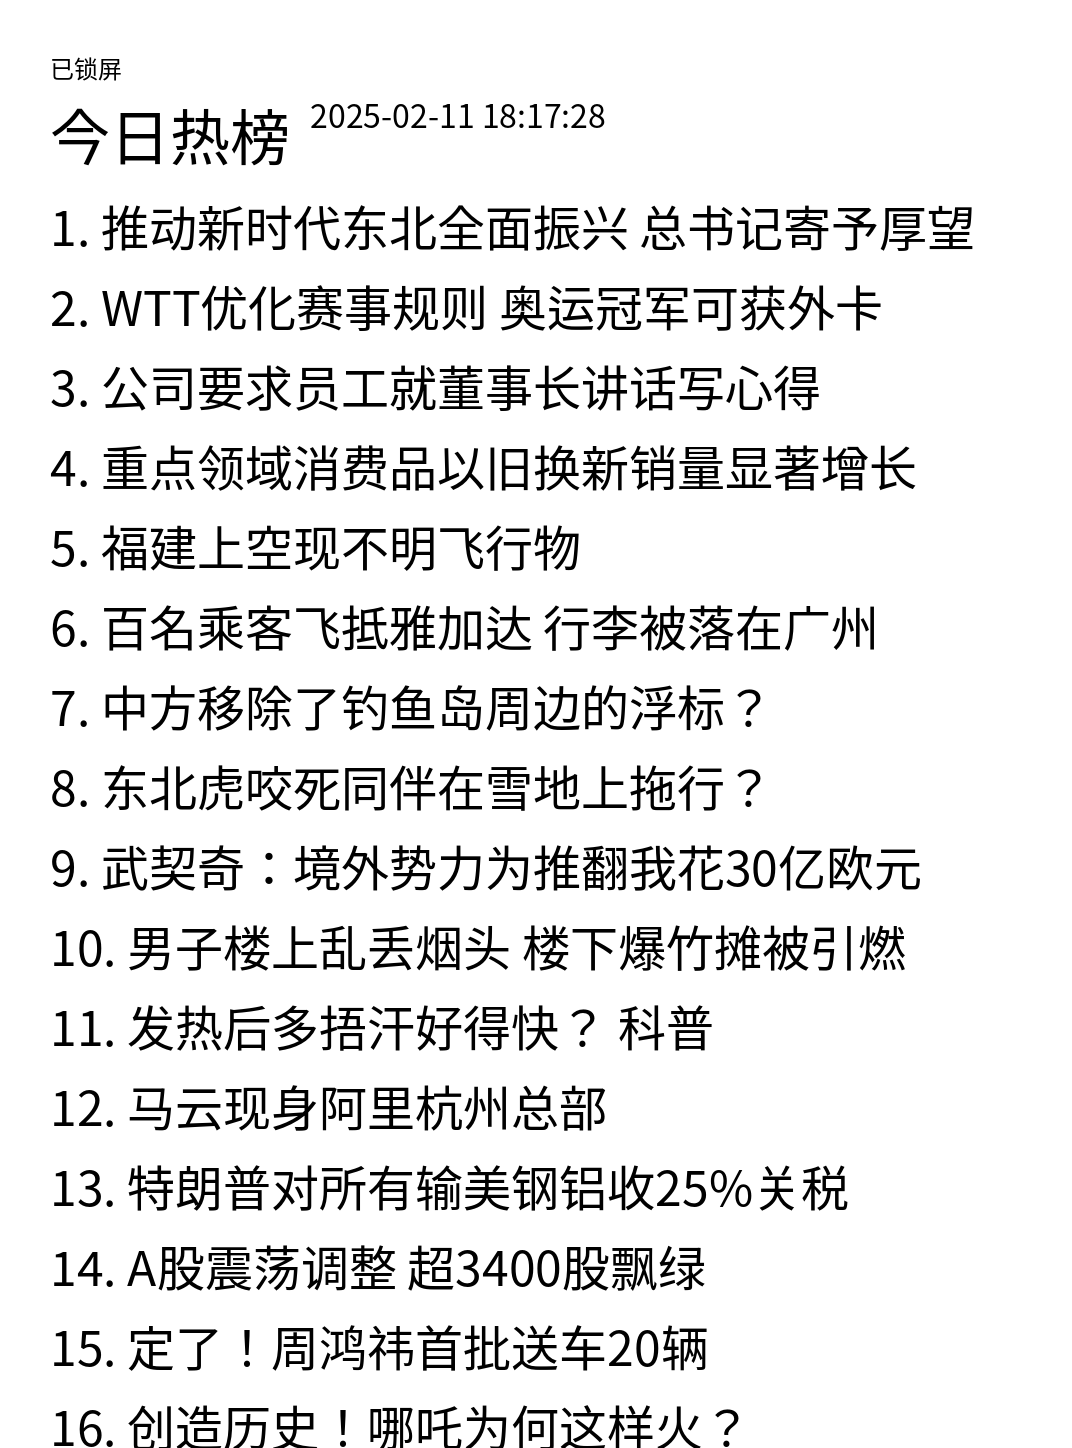 已锁屏
今日热榜 2025-02-11 18:17:28
1. 推动新时代东北全面振兴 总书记寄予厚望
2. WTT优化赛事规则 奥运冠军可获外卡
3. 公司要求员工就董事长讲话写心得
4. 重点领域消费品以旧换新销量显著增长
5. 福建上空现不明飞行物
6. 百名乘客飞抵雅加达 行李被落在广州
7. 中方移除了钓鱼岛周边的浮标？
8. 东北虎咬死同伴在雪地上拖行？
9. 武契奇：境外势力为推翻我花30亿欧元
10. 男子楼上乱丢烟头 楼下爆竹摊被引燃
11. 发热后多捂汗好得快？ 科普
12. 马云现身阿里杭州总部
13. 特朗普对所有输美钢铝收25%关税
14. A股震荡调整 超3400股飘绿
15. 定了！周鸿祎首批送车20辆
16. 创造历史！哪吒为何这样火？